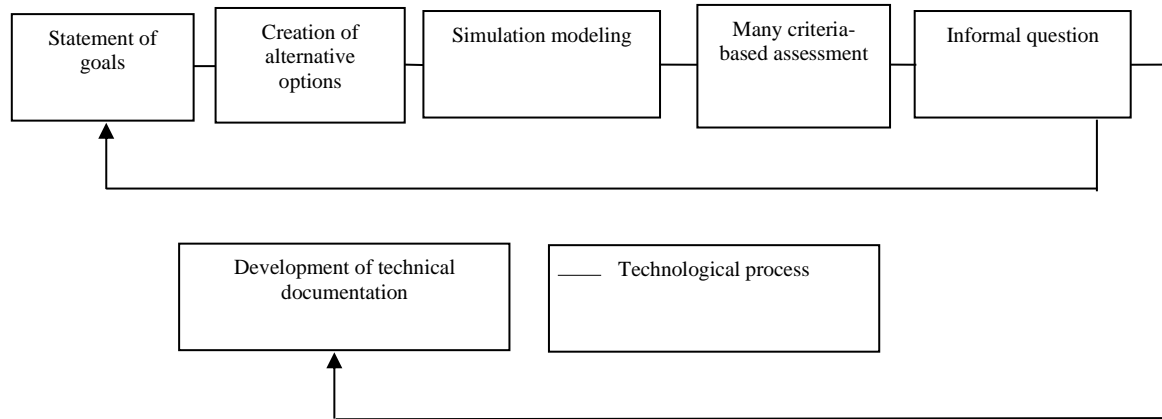 Statement of
goals
Creation of
alternative
options
Simulation modeling
Many criteria-
based assessment
Informal question
Development of technical
documentation
Technological process